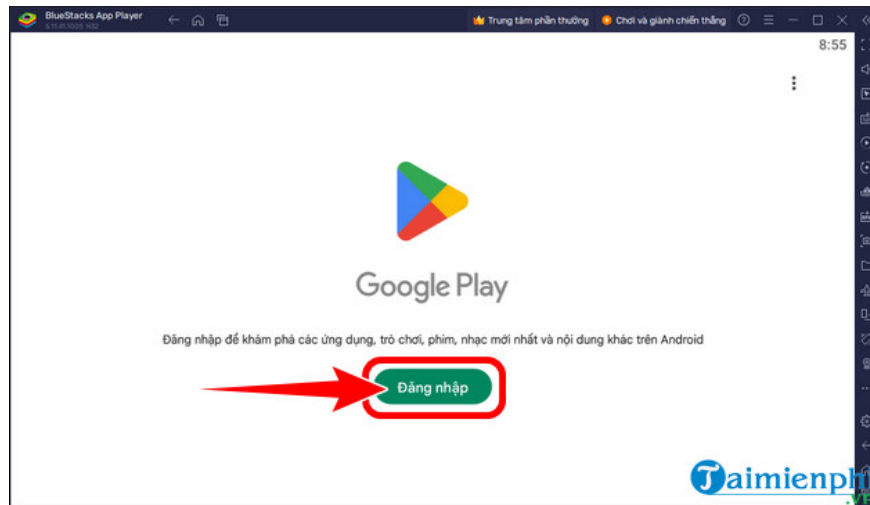 BlueStacks App Player
Trung tâm phần thưởng
Chơi và giành chiến thắng
8:55
Google Play
Đăng nhập để khám phá các ứng dụng, trò chơi, phim, nhạc mới nhất và nội dung khác trên Android
Đăng nhập
Taimienph
.vn